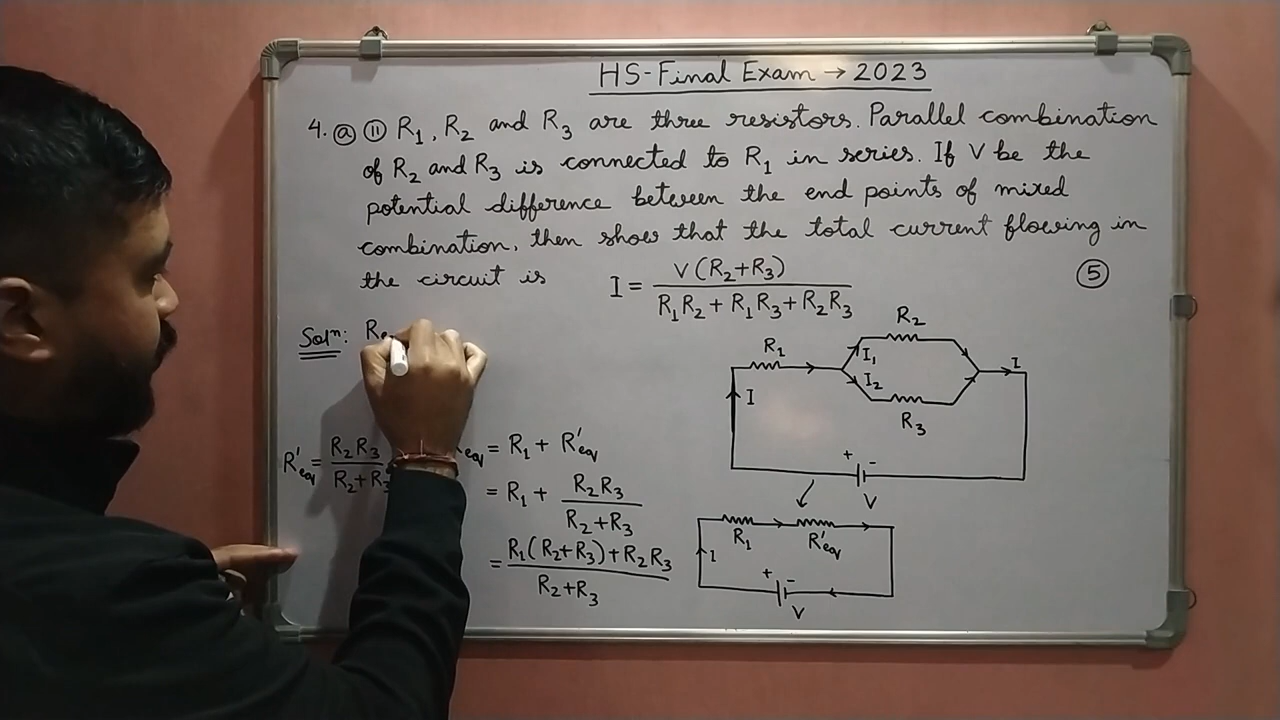 HS-Final Exam → 2023
4. ⓐ ⓘⓘ R₁, R₂ and R₃ are three resistors. Parallel combination
of R₂ and R₃ is connected to R₁ in series. If V be the
potential difference between the end points of mixed
combination, then show that the total current flowing in
the circuit is
I = V(R₂+R₃) / R₁R₂ + R₁R₃ + R₂R₃
⑤
Solⁿ:
R'eq = R₂R₃ / R₂+R₃
eq = R₁ + R'eq
= R₁ + R₂R₃ / R₂+R₃
= R₁(R₂+R₃)+R₂R₃ / R₂+R₃
R₂
R₁
I₁
I
I₂
I
R₃
+ -
V
R₁
R'eq
I
+ -
V